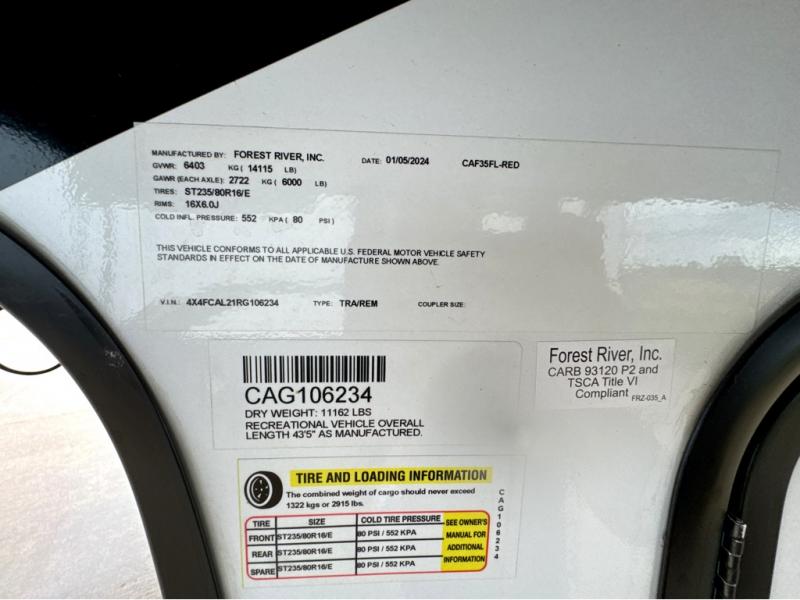 MANUFACTURED BY: FOREST RIVER, INC. DATE: 01/05/2024 CAF35FL-RED
GVWR: 6403 KG ( 14115 LB)
GAWR (EACH AXLE): 2722 KG ( 6000 LB)
TIRES: ST235/80R16/E
RIMS: 16X6.0J
COLD INFL. PRESSURE: 552 KPA ( 80 PSI )
THIS VEHICLE CONFORMS TO ALL APPLICABLE U.S. FEDERAL MOTOR VEHICLE SAFETY
STANDARDS IN EFFECT ON THE DATE OF MANUFACTURE SHOWN ABOVE.
V.I.N.: 4X4FCAL21RG106234 TYPE: TRA/REM COUPLER SIZE:
CAG106234
DRY WEIGHT: 11162 LBS
RECREATIONAL VEHICLE OVERALL
LENGTH 43'5" AS MANUFACTURED.
Forest River, Inc.
CARB 93120 P2 and
TSCA Title VI
Compliant FRZ-035_A
TIRE AND LOADING INFORMATION
The combined weight of cargo should never exceed
1322 kgs or 2915 lbs.
TIRE SIZE COLD TIRE PRESSURE
FRONT ST235/80R16/E 80 PSI / 552 KPA
REAR ST235/80R16/E 80 PSI / 552 KPA
SPARE ST235/80R16/E 80 PSI / 552 KPA
SEE OWNER'S
MANUAL FOR
ADDITIONAL
INFORMATION
CAG106234